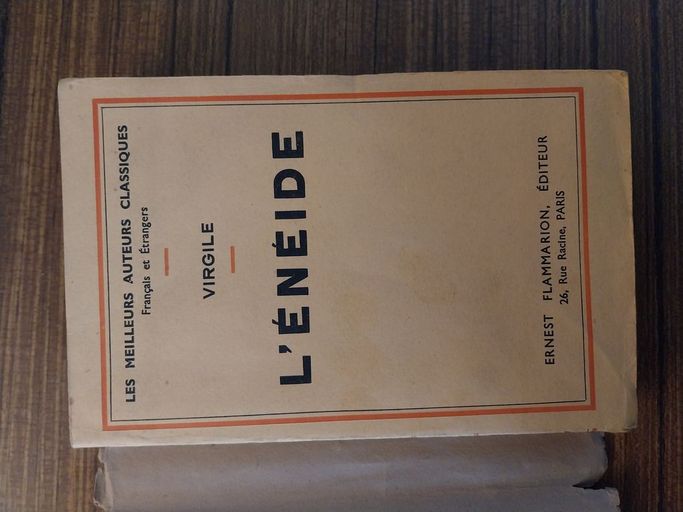 LES MEILLEURS AUTEURS CLASSIQUES
Français et Étrangers
VIRGILE
L'ÉNÉIDE
ERNEST FLAMMARION, ÉDITEUR
26, Rue Racine, PARIS